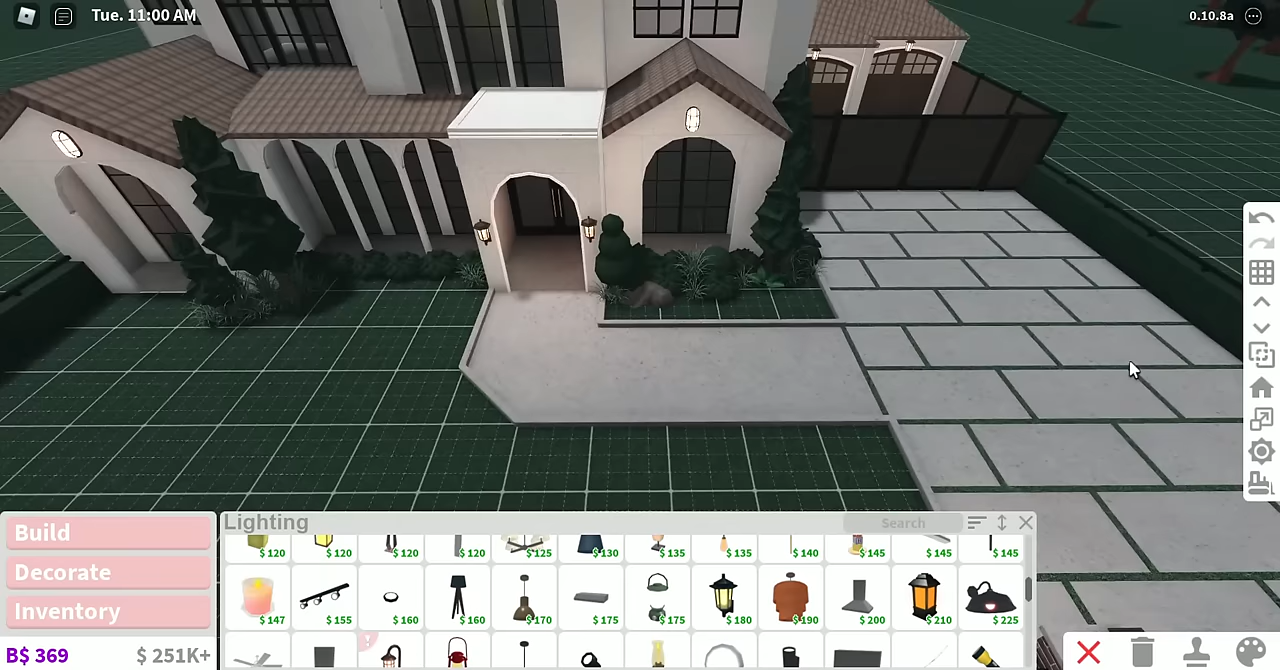 Tue. 11:00 AM
0.10.8a
Build
Decorate
Inventory
B$ 369
$ 251K+
Lighting
Search
$ 120
$ 120
$ 120
$ 120
$ 125
$ 130
$ 135
$ 135
$ 140
$ 145
$ 145
$ 145
$ 147
$ 155
$ 160
$ 160
$ 170
$ 175
$ 175
$ 180
$ 190
$ 200
$ 210
$ 225